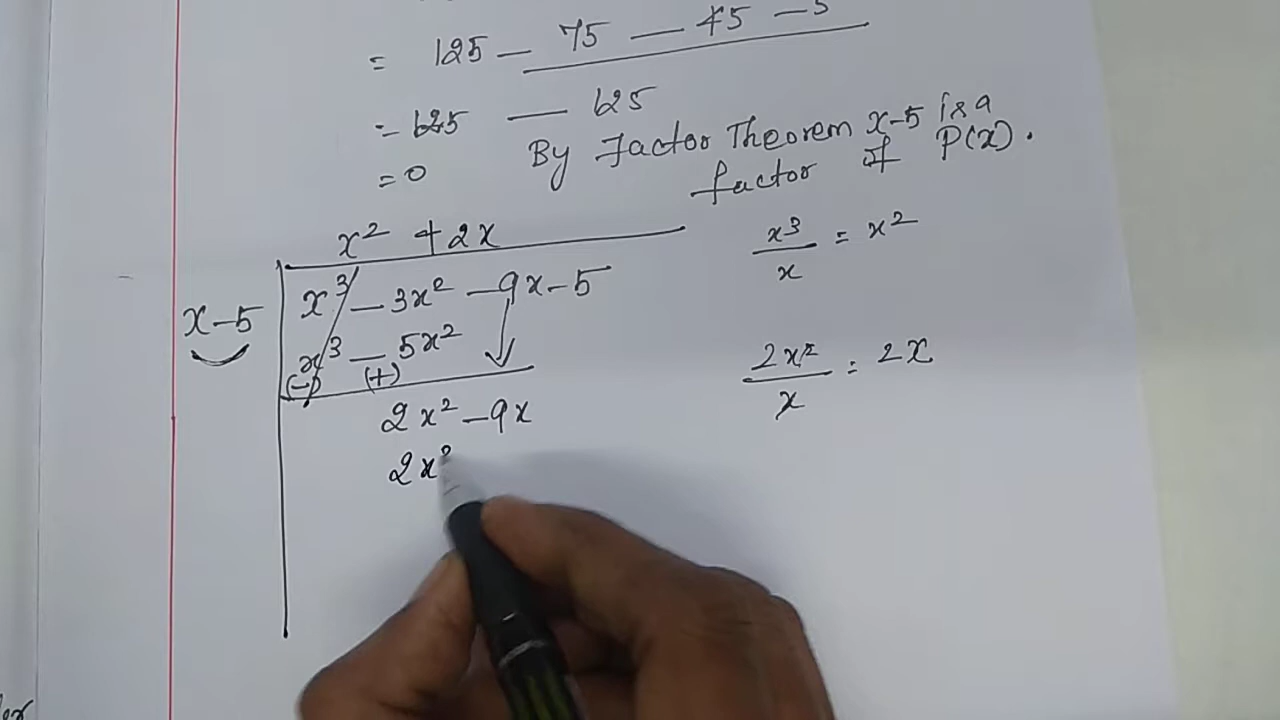 = 125 — 75 — 45 — 5
= 125 — 125
= 0 By Factor Theorem x-5 is a
factor of P(x).
x² + 2x
x-5
x³ — 3x² — 9x - 5
x³ — 5x²
(-) (+)
2x² — 9x
2x²
x³/x = x²
2x²/x = 2x